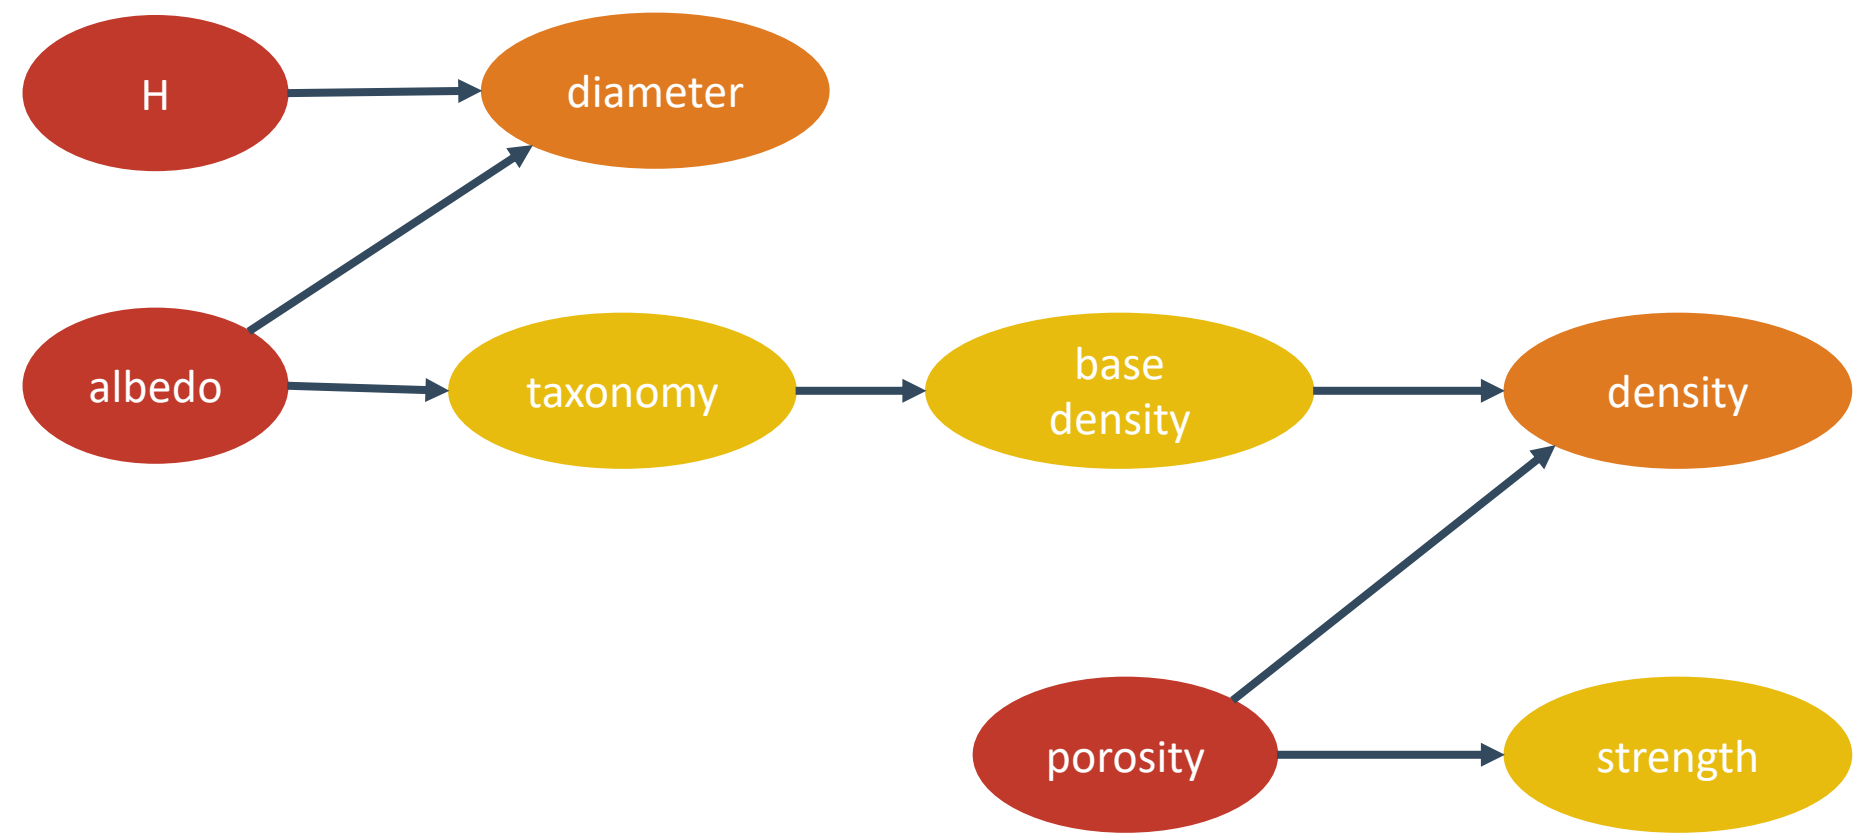 H
diameter
albedo
taxonomy
base
density
density
porosity
strength